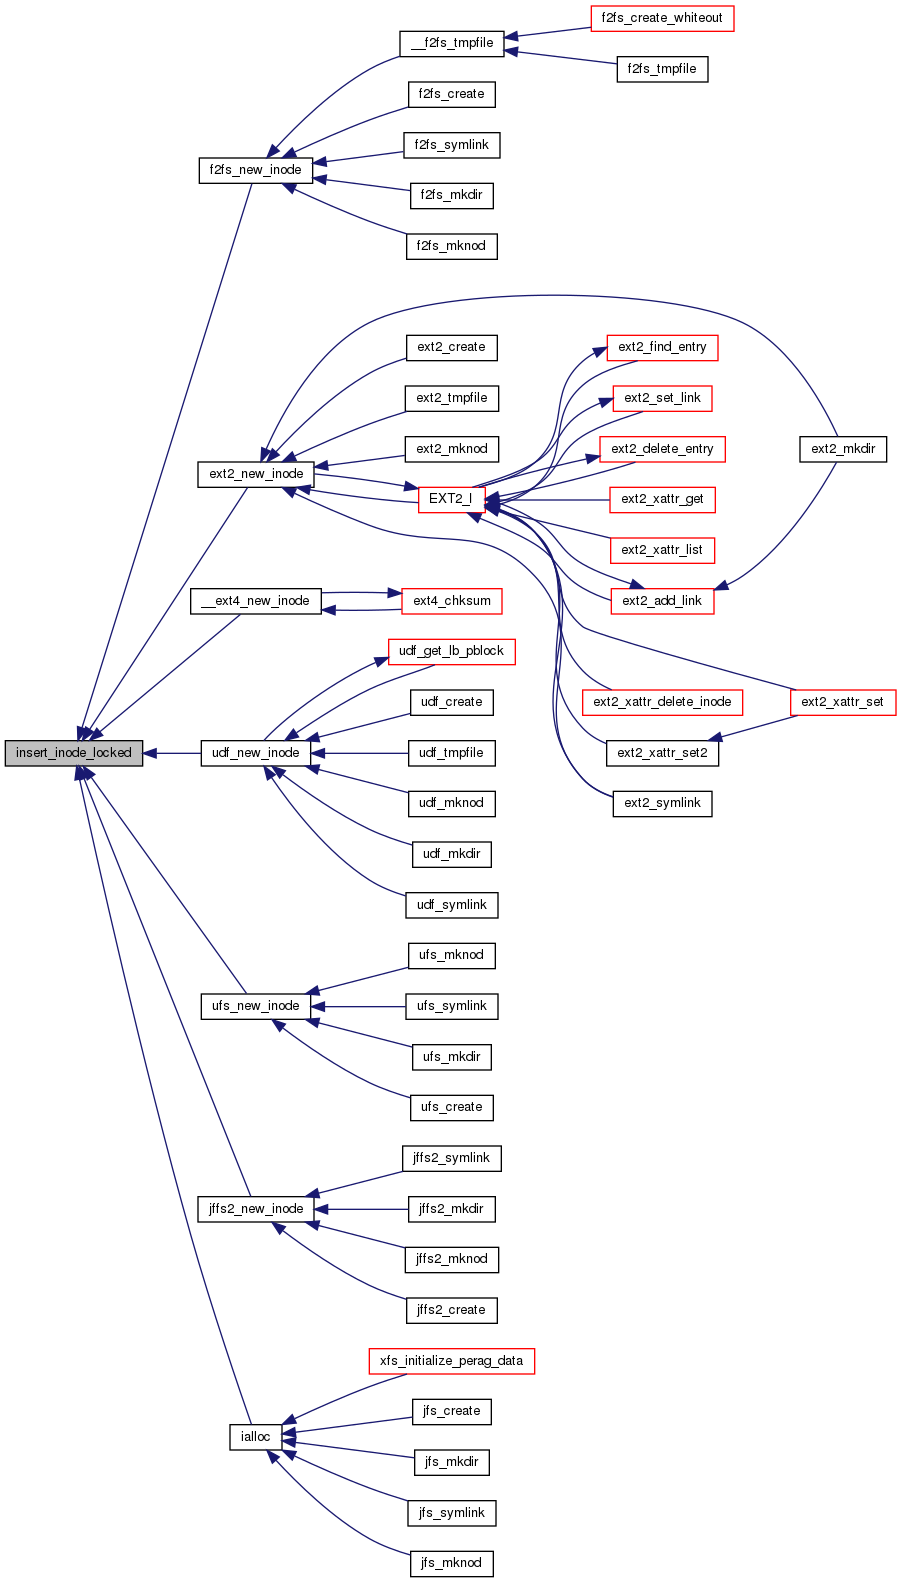 f2fs_create_whiteout
__f2fs_tmpfile
f2fs_tmpfile
f2fs_create
f2fs_symlink
f2fs_new_inode
f2fs_mkdir
f2fs_mknod
ext2_create
ext2_find_entry
ext2_tmpfile
ext2_set_link
ext2_mknod
ext2_delete_entry
ext2_mkdir
ext2_new_inode
EXT2_I
ext2_xattr_get
ext2_xattr_list
__ext4_new_inode
ext4_chksum
ext2_add_link
udf_get_lb_pblock
udf_create
ext2_xattr_delete_inode
ext2_xattr_set
insert_inode_locked
udf_new_inode
udf_tmpfile
ext2_xattr_set2
udf_mknod
ext2_symlink
udf_mkdir
udf_symlink
ufs_mknod
ufs_new_inode
ufs_symlink
ufs_mkdir
ufs_create
jffs2_symlink
jffs2_new_inode
jffs2_mkdir
jffs2_mknod
jffs2_create
xfs_initialize_perag_data
jfs_create
ialloc
jfs_mkdir
jfs_symlink
jfs_mknod